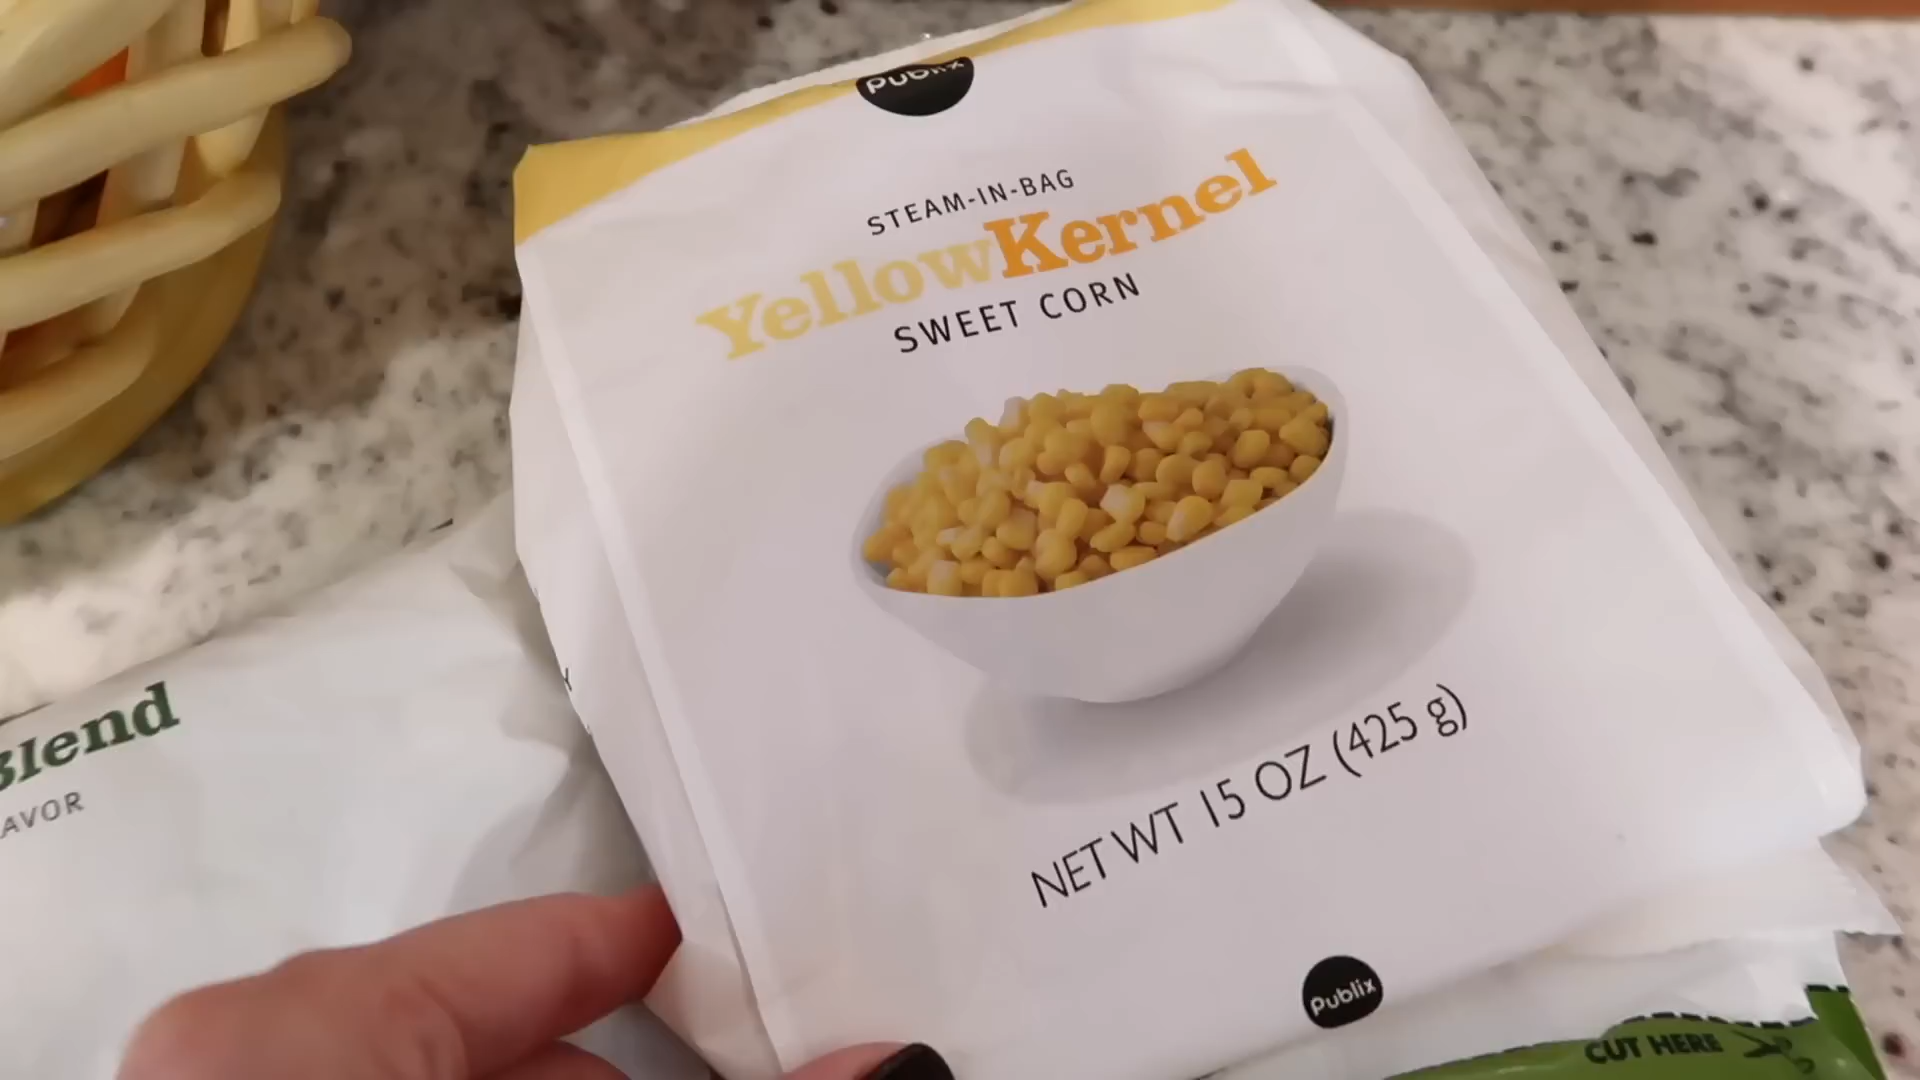 Publix
STEAM-IN-BAG
YellowKernel
SWEET CORN
NET WT 15 OZ (425 g)
Publix
Blend
AVOR
CUT HERE